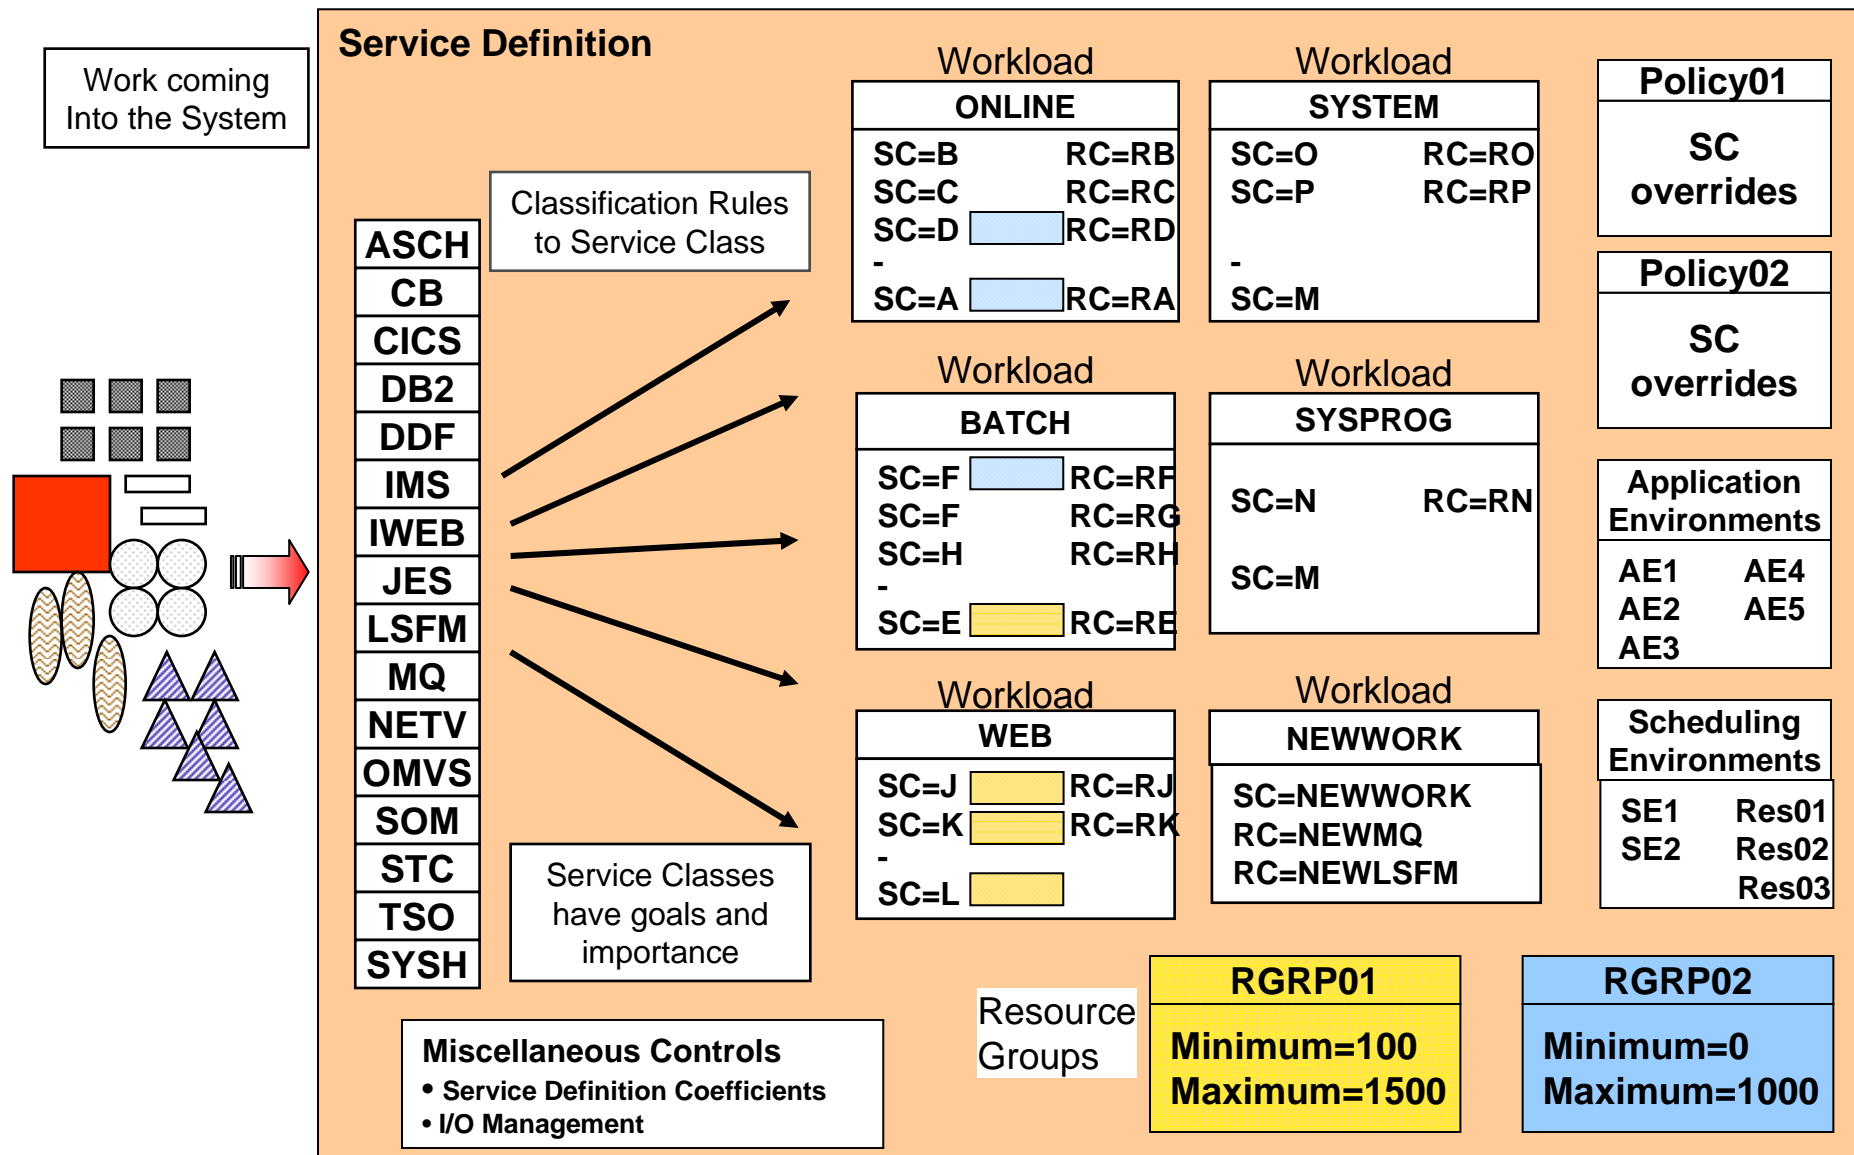 Service Definition
Work coming
Into the System
ASCH
CB
CICS
DB2
DDF
IMS
IWEB
JES
LSFM
MQ
NETV
OMVS
SOM
STC
TSO
SYSH
Classification Rules
to Service Class
Service Classes
have goals and
importance
Miscellaneous Controls
• Service Definition Coefficients
• I/O Management
Workload
ONLINE
SC=B RC=RB
SC=C RC=RC
SC=D RC=RD
-
SC=A RC=RA
Workload
SYSTEM
SC=O RC=RO
SC=P RC=RP
-
SC=M
Workload
BATCH
SC=F RC=RF
SC=F RC=RG
SC=H RC=RH
-
SC=E RC=RE
Workload
SYSPROG
SC=N RC=RN
SC=M
Workload
WEB
SC=J RC=RJ
SC=K RC=RK
-
SC=L
Workload
NEWWORK
SC=NEWWORK
RC=NEWMQ
RC=NEWLSFM
Policy01
SC
overrides
Policy02
SC
overrides
Application
Environments
AE1 AE4
AE2 AE5
AE3
Scheduling
Environments
SE1 Res01
SE2 Res02
Res03
Resource
Groups
RGRP01
Minimum=100
Maximum=1500
RGRP02
Minimum=0
Maximum=1000